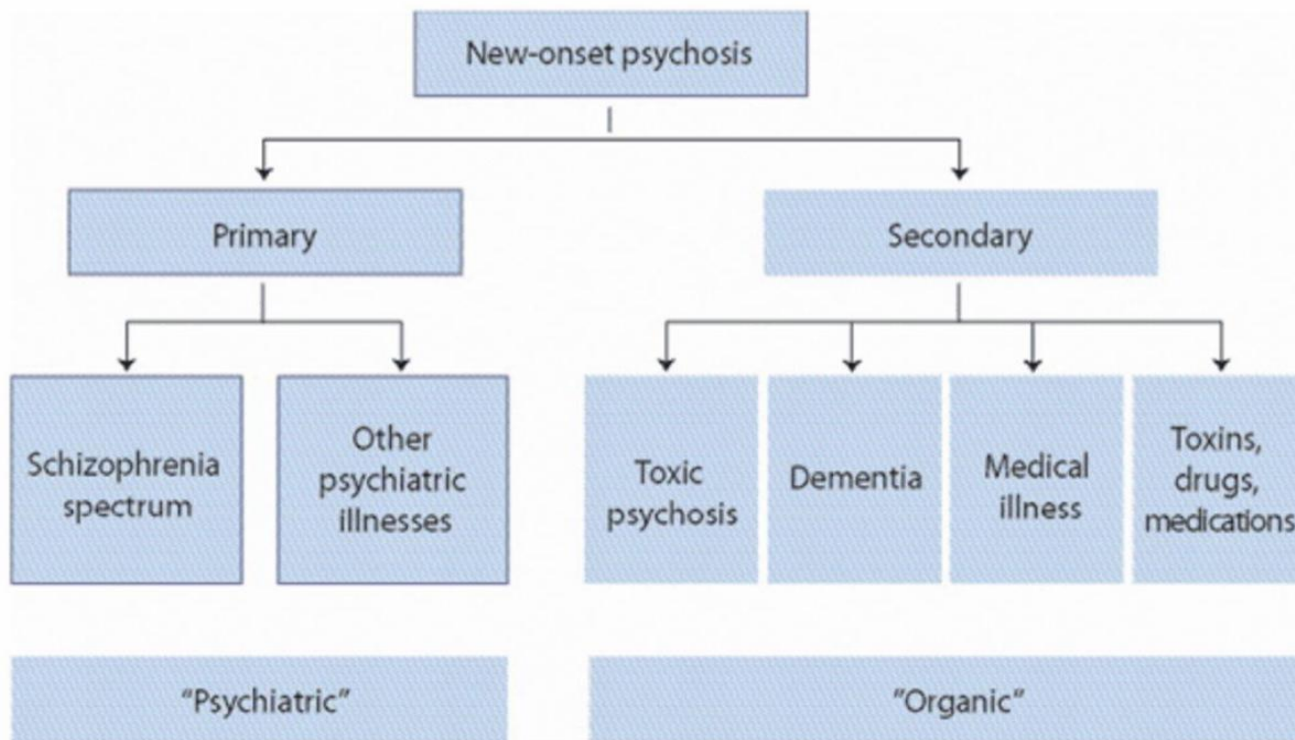 New-onset psychosis
Primary
Secondary
Schizophrenia
spectrum
Other
psychiatric
illnesses
Toxic
psychosis
Dementia
Medical
illness
Toxins,
drugs,
medications
"Psychiatric"
"Organic"